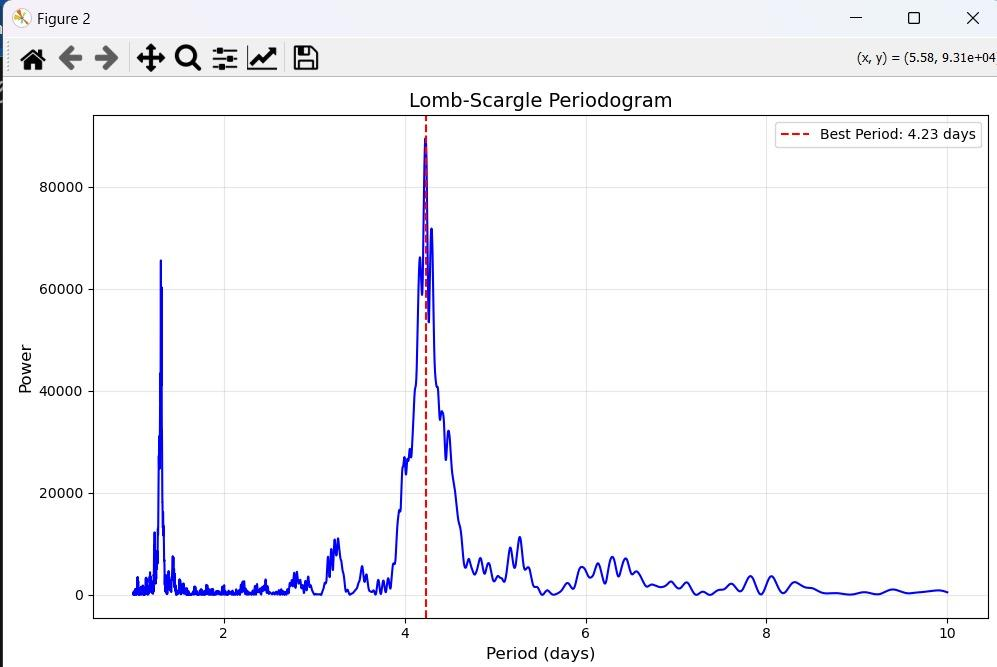 Figure 2
(x, y) = (5.58, 9.31e+04
Lomb-Scargle Periodogram
Best Period: 4.23 days
80000
60000
40000
20000
0
Power
2 4 6 8 10
Period (days)